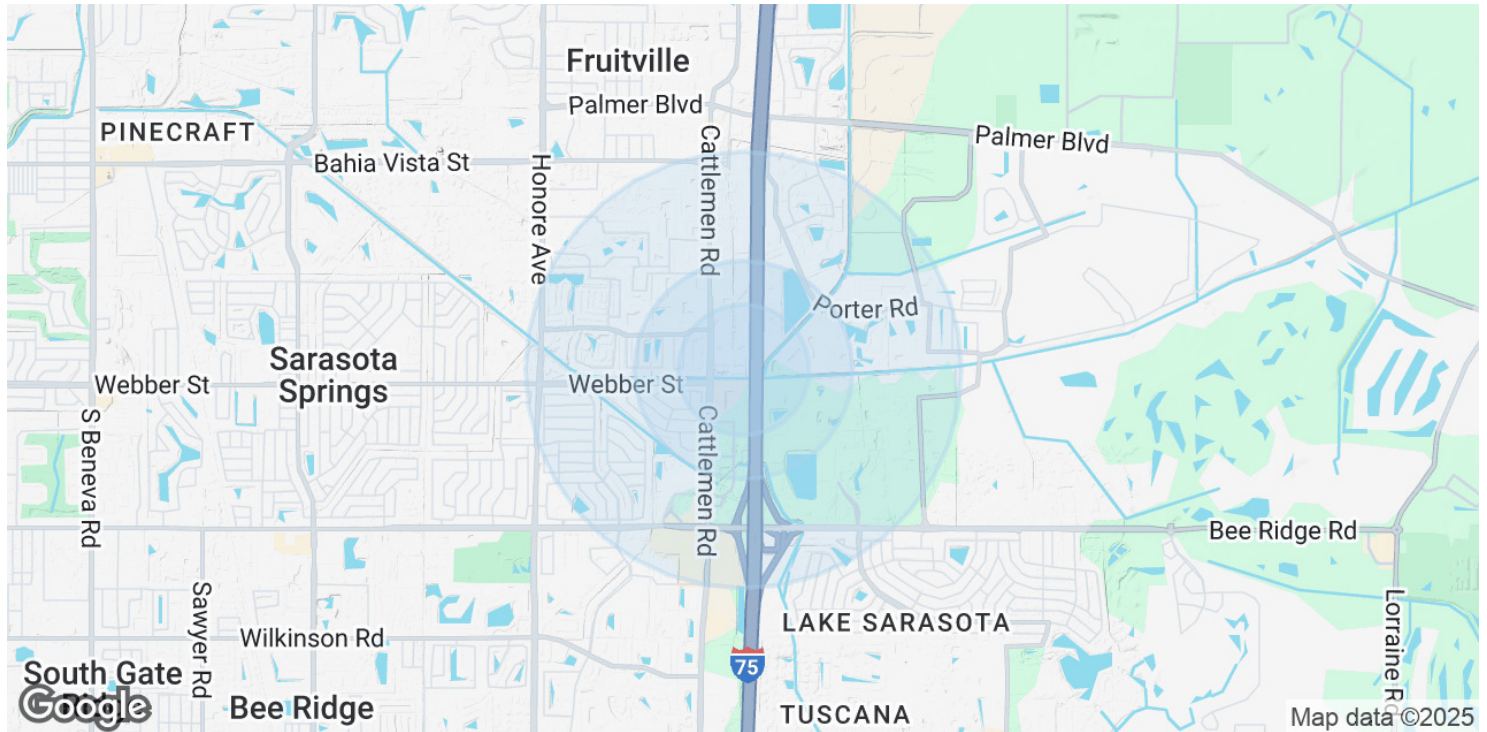 Fruitville
Palmer Blvd
PINECRAFT
Palmer Blvd
Bahia Vista St
Honore Ave
Cattlemen Rd
Porter Rd
Sarasota
Springs
Webber St
Webber St
S Beneva Rd
Cattlemen Rd
Bee Ridge Rd
Sawyer Rd
Lorraine Rd
LAKE SARASOTA
Wilkinson Rd
75
South Gate
Ridge
Bee Ridge
TUSCANA
Google
Map data ©2025